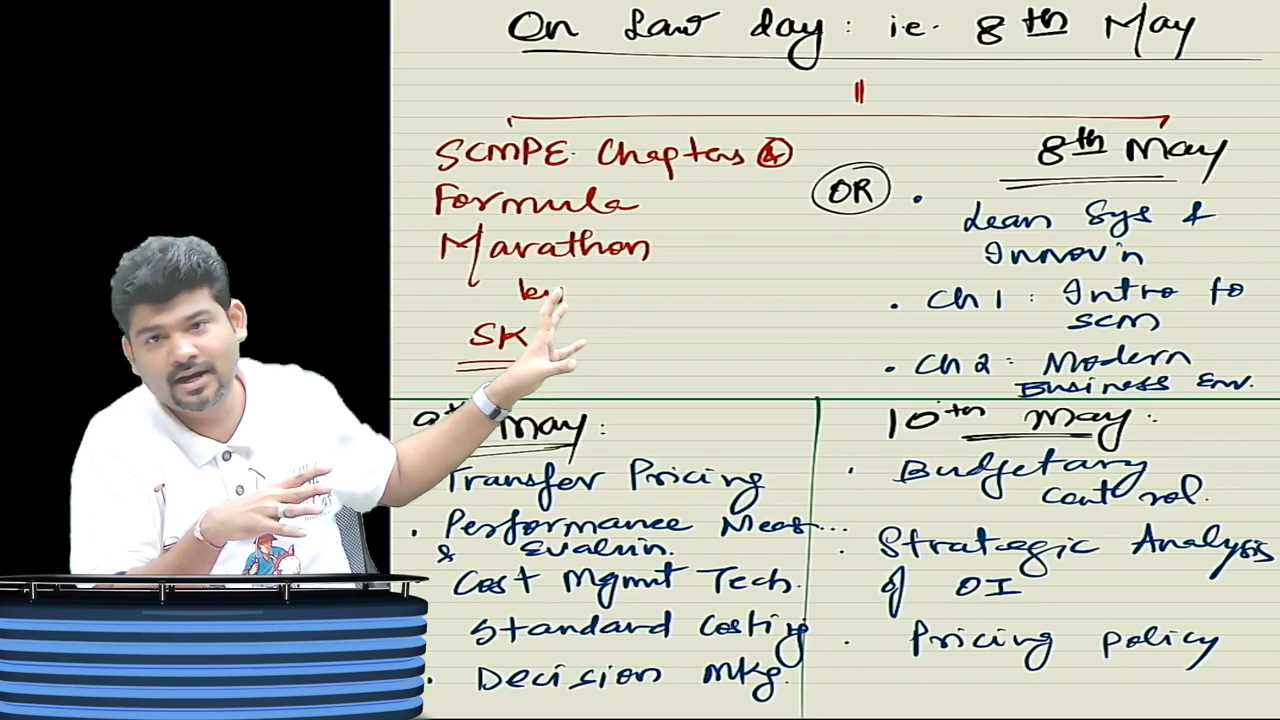 On Law day: i.e. 8th May
SCMPE Chapters &
Formula
Marathon
by
SK
OR
8th May
• Lean Sys &
Innov'n
• Ch 1 : Intro to
SCM
• Ch 2 : Modern
Business Env.
May:
Transfer Pricing
• Performance Meas...
& Evalu'n.
Cost Mgmt Tech.
Standard Costing
• Decision Mkg.
10th May:
• Budgetary
control.
• Strategic Analysis
of OI
• Pricing policy